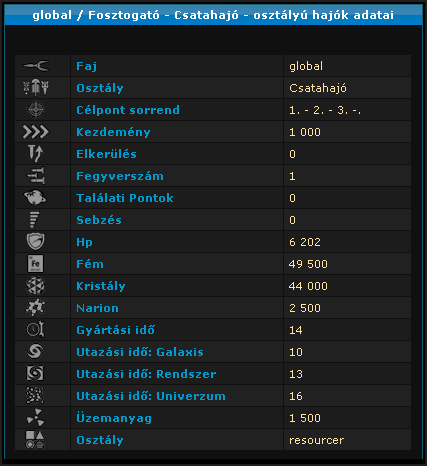 global / Fosztogató - Csatahajó - osztályú hajók adatai
Faj global
Osztály Csatahajó
Célpont sorrend 1. - 2. - 3. -.
Kezdemény 1 000
Elkerülés 0
Fegyverszám 1
Találati Pontok 0
Sebzés 0
Hp 6 202
Fe Fém 49 500
Kristály 44 000
Narion 2 500
Gyártási idő 14
Utazási idő: Galaxis 10
Utazási idő: Rendszer 13
Utazási idő: Univerzum 16
Üzemanyag 1 500
Osztály resourcer